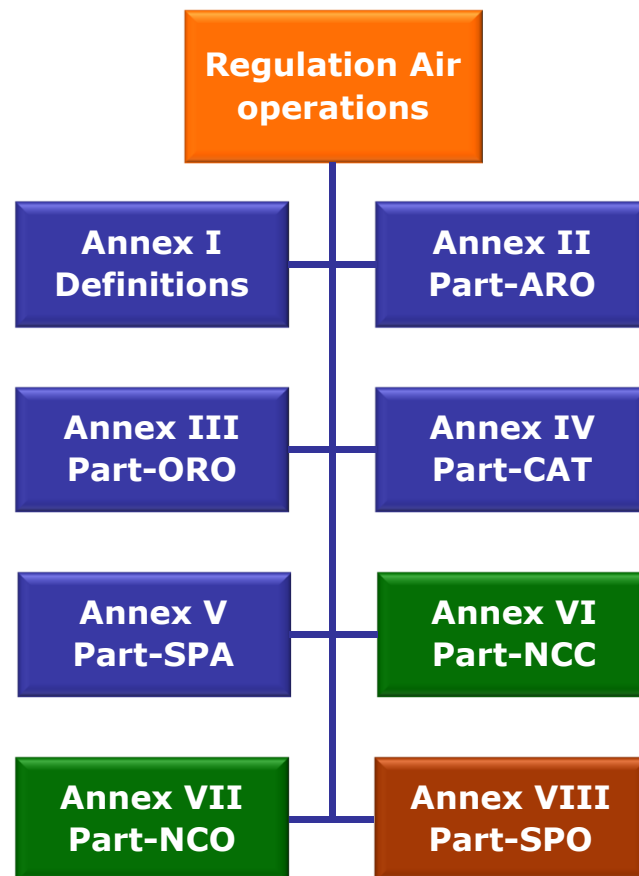 Regulation Air
operations
Annex I
Definitions
Annex II
Part-ARO
Annex III
Part-ORO
Annex IV
Part-CAT
Annex V
Part-SPA
Annex VI
Part-NCC
Annex VII
Part-NCO
Annex VIII
Part-SPO